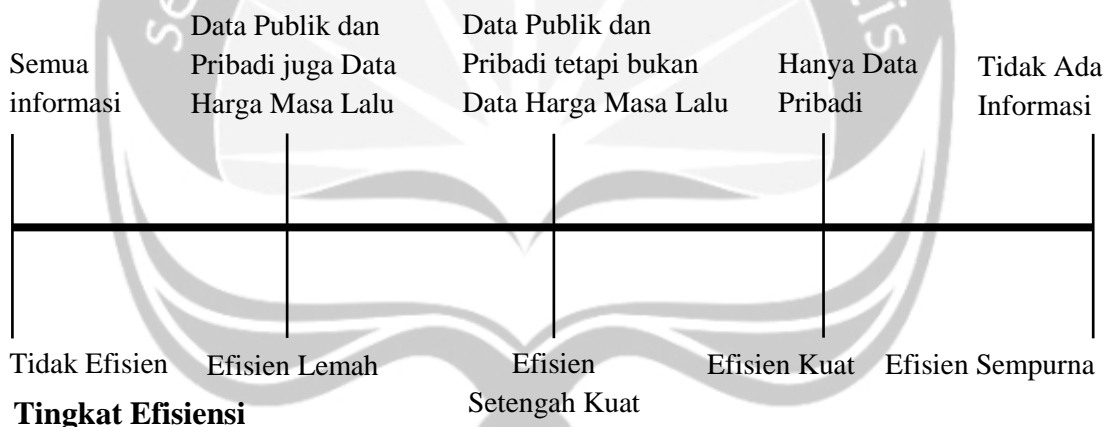 Semua
informasi
Data Publik dan
Pribadi juga Data
Harga Masa Lalu
Data Publik dan
Pribadi tetapi bukan
Data Harga Masa Lalu
Hanya Data
Pribadi
Tidak Ada
Informasi
Tidak Efisien
Efisien Lemah
Efisien
Setengah Kuat
Efisien Kuat
Efisien Sempurna
Tingkat Efisiensi